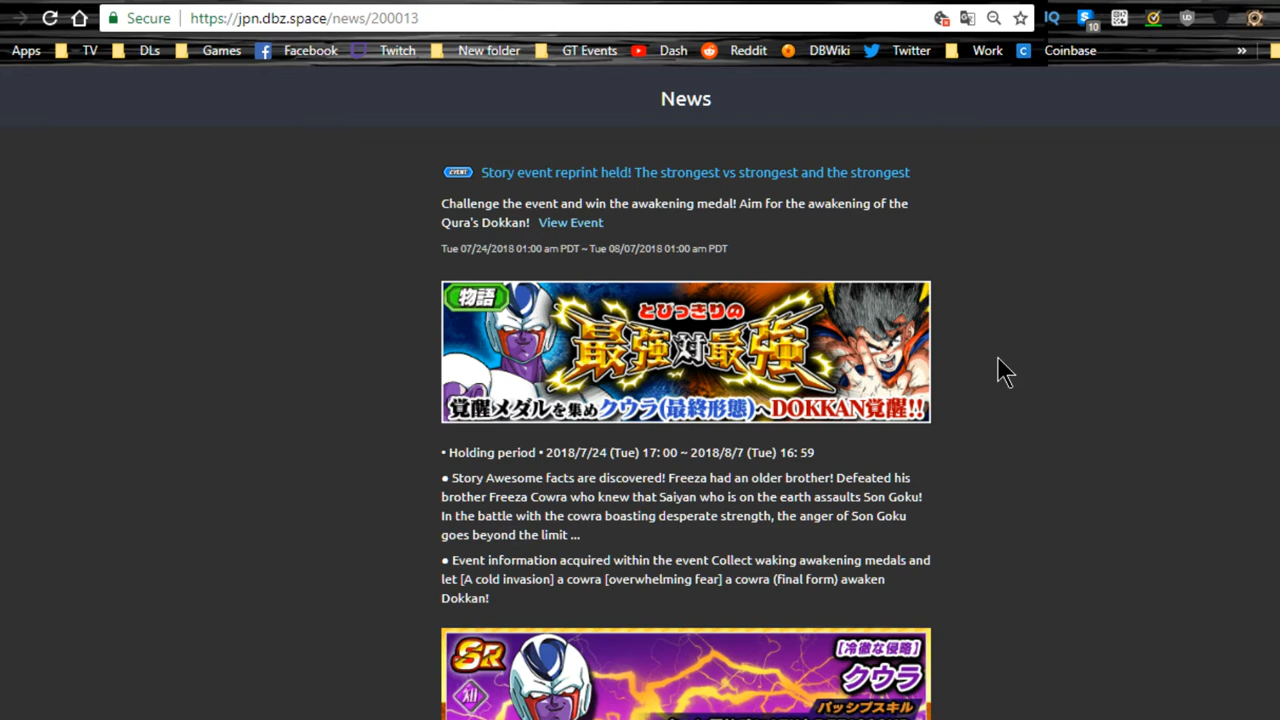 Secure https://jpn.dbz.space/news/200013
10
Apps TV DLs Games Facebook Twitch New folder GT Events Dash Reddit DBWiki Twitter Work Coinbase »
News
EVENT Story event reprint held! The strongest vs strongest and the strongest
Challenge the event and win the awakening medal! Aim for the awakening of the
Qura's Dokkan! View Event
Tue 07/24/2018 01:00 am PDT ~ Tue 08/07/2018 01:00 am PDT
物語
とびっきりの
最強対最強
覚醒メダルを集めクウラ(最終形態)へDOKKAN覚醒!!
• Holding period • 2018/7/24 (Tue) 17: 00 ~ 2018/8/7 (Tue) 16: 59
● Story Awesome facts are discovered! Freeza had an older brother! Defeated his
brother Freeza Cowra who knew that Saiyan who is on the earth assaults Son Goku!
In the battle with the cowra boasting desperate strength, the anger of Son Goku
goes beyond the limit ...
● Event information acquired within the event Collect waking awakening medals and
let [A cold invasion] a cowra [overwhelming fear] a cowra (final form) awaken
Dokkan!
SR
【冷徹な侵略】
クウラ
パッシブスキル